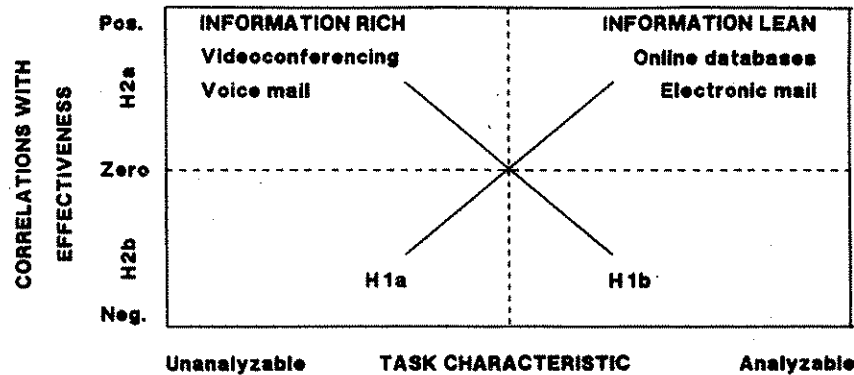 Pos.
INFORMATION RICH
INFORMATION LEAN
Videoconferencing
Online databases
Voice mail
Electronic mail
CORRELATIONS WITH
EFFECTIVENESS
H2a
Zero
H2b
H1a
H1b
Neg.
Unanalyzable
TASK CHARACTERISTIC
Analyzable